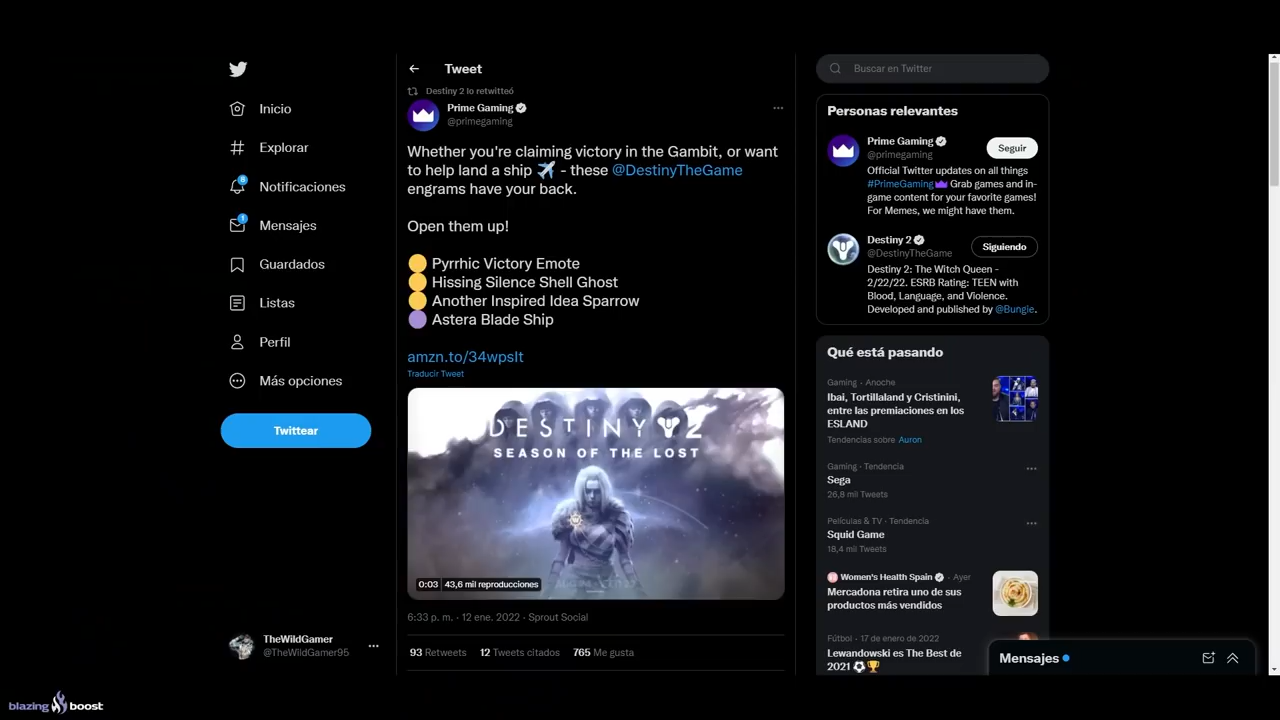 Inicio
Explorar
8
Notificaciones
1
Mensajes
Guardados
Listas
Perfil
Más opciones
Twittear
TheWildGamer
@TheWildGamer95
Tweet
Destiny 2 lo retwitteó
Prime Gaming
@primegaming
Whether you're claiming victory in the Gambit, or want
to help land a ship ✈️ - these @DestinyTheGame
engrams have your back.
Open them up!
🟡 Pyrrhic Victory Emote
🟡 Hissing Silence Shell Ghost
🟡 Another Inspired Idea Sparrow
🟣 Astera Blade Ship
amzn.to/34wpsIt
Traducir Tweet
DESTINY 2
SEASON OF THE LOST
0:03 43,6 mil reproducciones
6:33 p. m. · 12 ene. 2022 · Sprout Social
93 Retweets 12 Tweets citados 765 Me gusta
Buscar en Twitter
Personas relevantes
Prime Gaming
@primegaming
Seguir
Official Twitter updates on all things
#PrimeGaming Grab games and in-
game content for your favorite games!
For Memes, we might have them.
Destiny 2
@DestinyTheGame
Siguiendo
Destiny 2: The Witch Queen -
2/22/22. ESRB Rating: TEEN with
Blood, Language, and Violence.
Developed and published by @Bungie.
Qué está pasando
Gaming · Anoche
Ibai, Tortillaland y Cristinini,
entre las premiaciones en los
ESLAND
Tendencias sobre Auron
Gaming · Tendencia
Sega
26,8 mil Tweets
Películas & TV · Tendencia
Squid Game
18,4 mil Tweets
Women's Health Spain · Ayer
Mercadona retira uno de sus
productos más vendidos
Fútbol · 17 de enero de 2022
Lewandowski es The Best de
2021 ⚽🏆
Mensajes
blazing boost